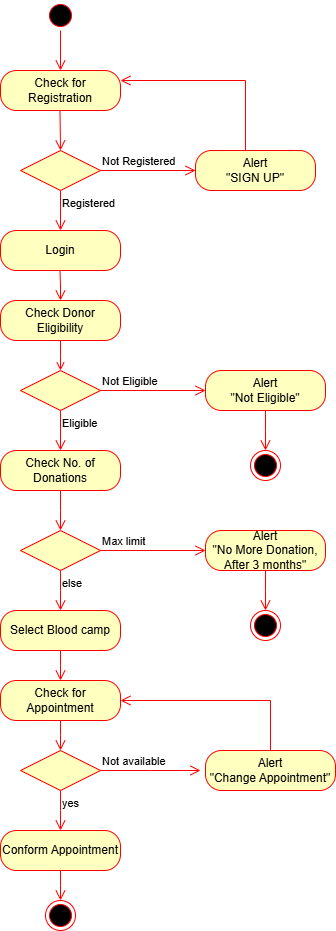 Check for
Registration
Not Registered
Alert
"SIGN UP"
Registered
Login
Check Donor
Eligibility
Not Eligible
Alert
"Not Eligible"
Eligible
Check No. of
Donations
Max limit
Alert
"No More Donation,
After 3 months"
else
Select Blood camp
Check for
Appointment
Not available
Alert
"Change Appointment"
yes
Conform Appointment